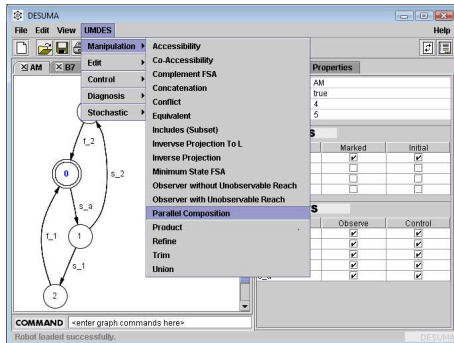 DESUMA
File Edit View UMDES Help
Manipulation
Edit
Control
Diagnosis
Stochastic
Accessibility
Co-Accessibility
Complement FSA
Concatenation
Conflict
Equivalent
Includes (Subset)
Invervse Projection To L
Inverse Projection
Minimum State FSA
Observer without Unobservable Reach
Observer with Unobservable Reach
Parallel Composition
Product
Refine
Trim
Union
AM B7
Properties
AM
true
4
5
S
Marked Initial
S
Observe Control
f_2
0
s_2
s_a
f_1
1
s_1
2
COMMAND <enter graph commands here>
Robot loaded successfully. DESUMA